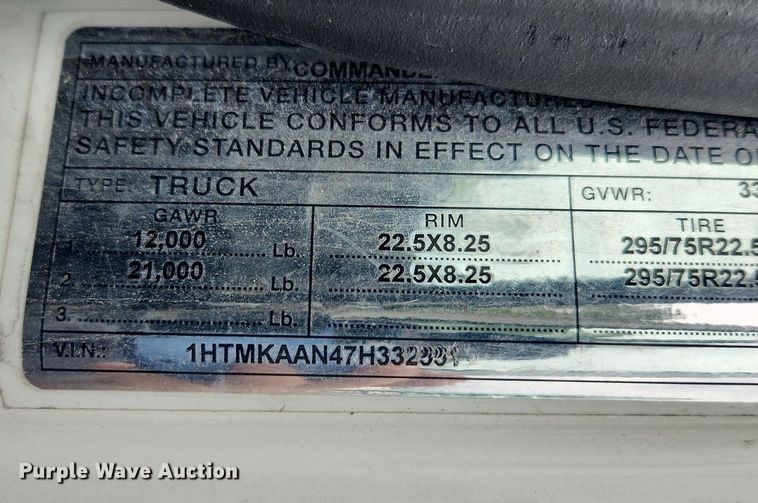 MANUFACTURED BY COMMANDE
INCOMPLETE VEHICLE MANUFACTURED
THIS VEHICLE CONFORMS TO ALL U.S. FEDERA
SAFETY STANDARDS IN EFFECT ON THE DATE O
TYPE: TRUCK GVWR: 33
GAWR RIM TIRE
1. 12,000 Lb. 22.5X8.25 295/75R22.5
2. 21,000 Lb. 22.5X8.25 295/75R22.5
3. Lb.
V.I.N.:
Purple Wave Auction